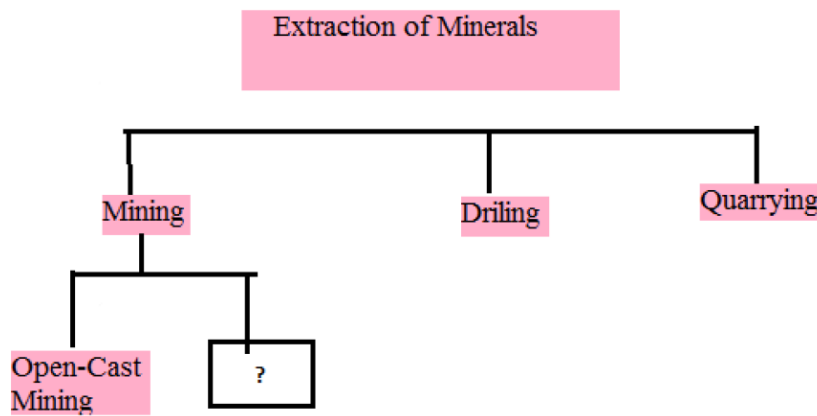 Extraction of Minerals
Mining
Driling
Quarrying
Open-Cast
Mining
?